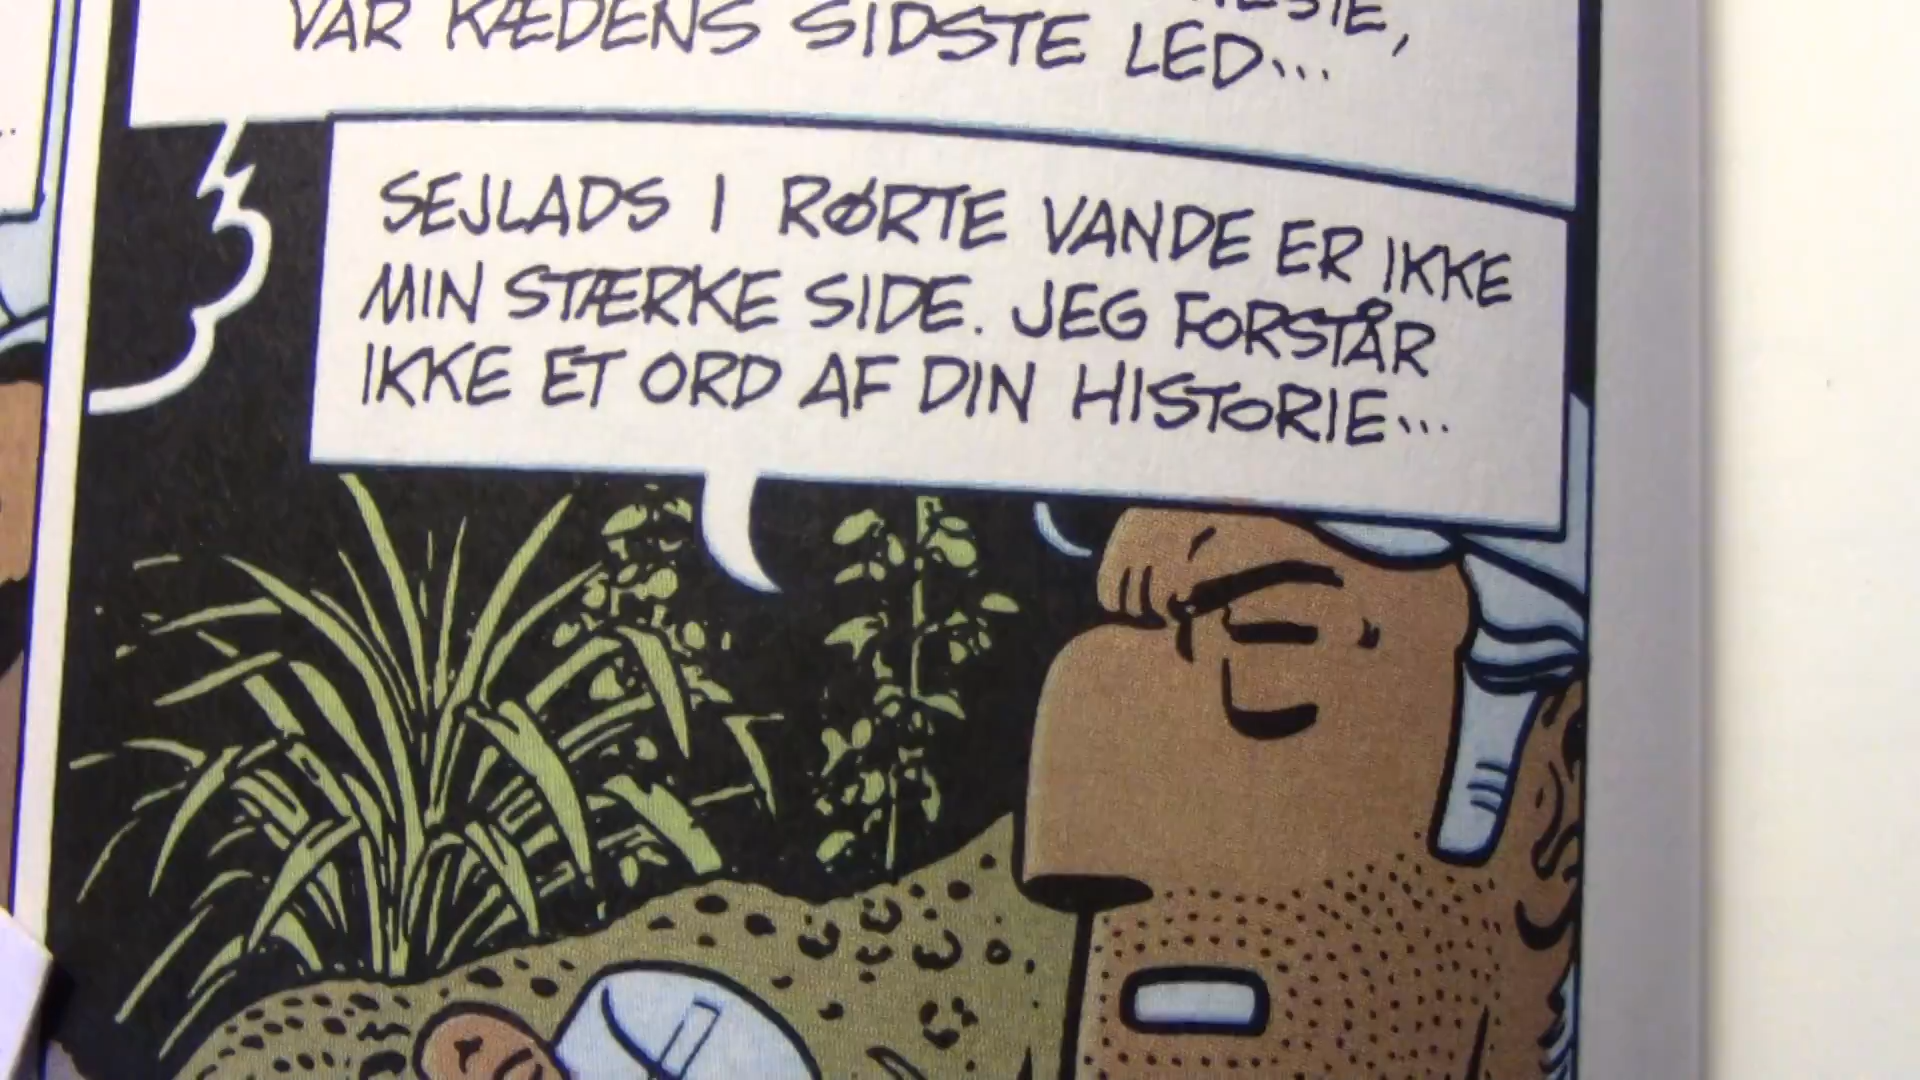 VAR KÆDENS SIDSTE LED...
SEJLADS I RØRTE VANDE ER IKKE
MIN STÆRKE SIDE. JEG FORSTÅR
IKKE ET ORD AF DIN HISTORIE...